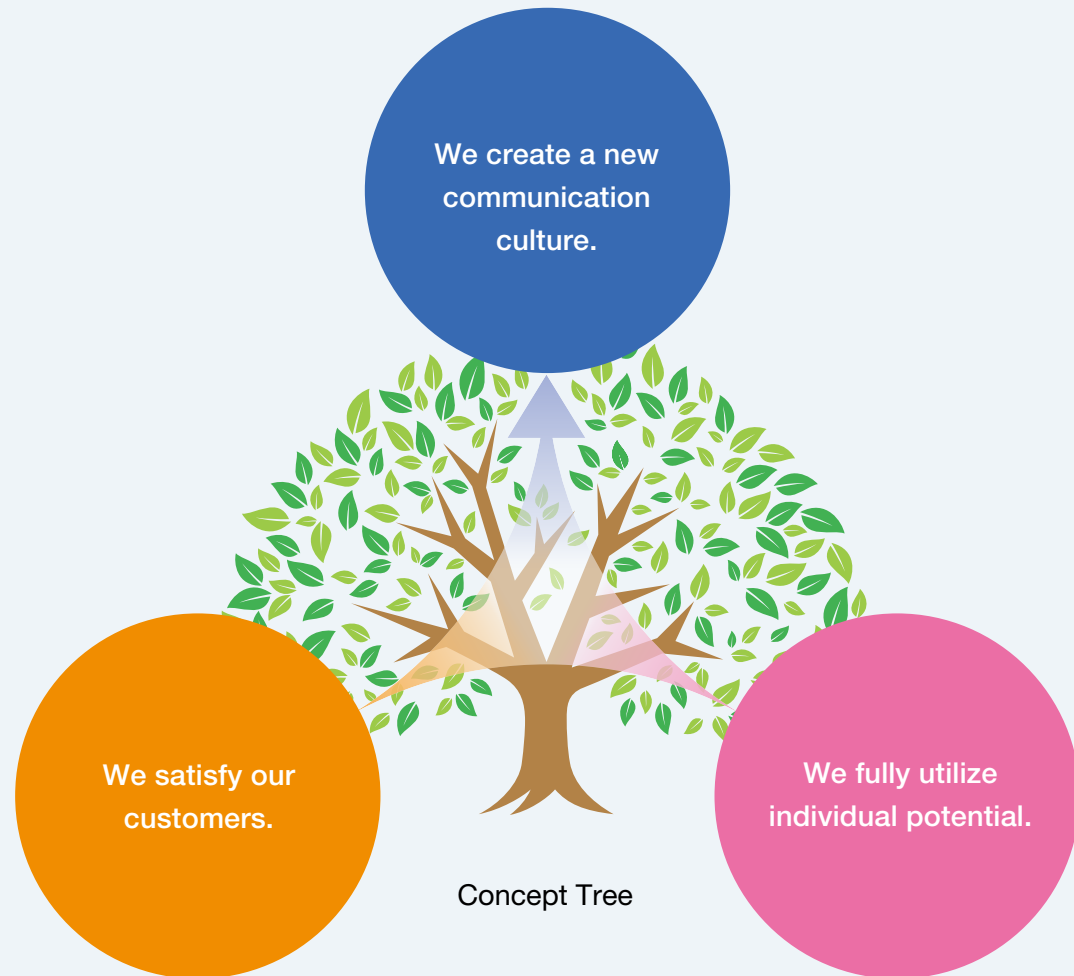 We create a new
communication
culture.
We satisfy our
customers.
We fully utilize
individual potential.
Concept Tree